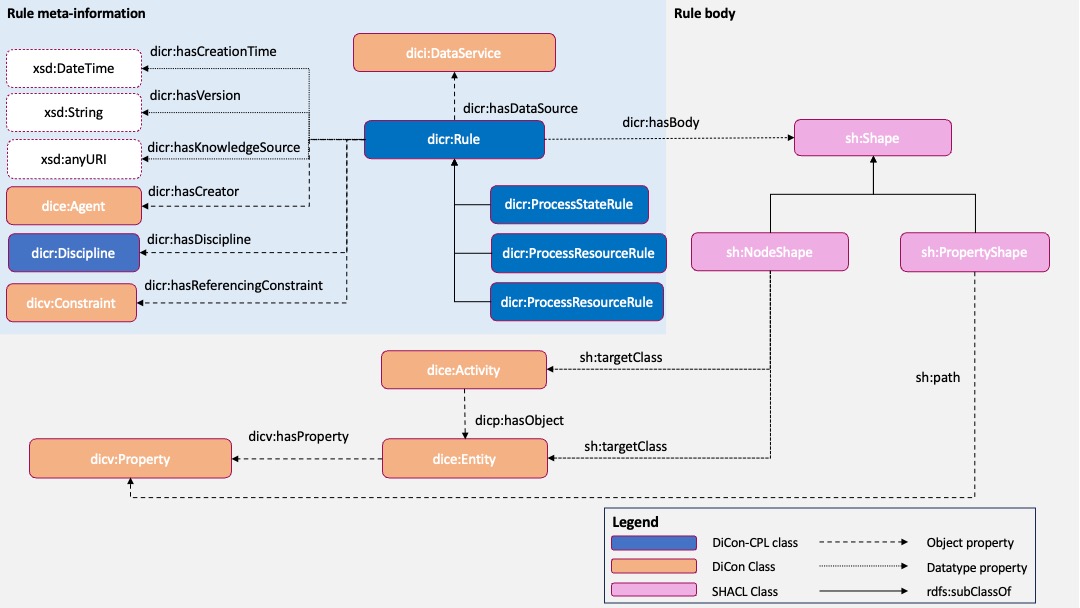 Rule meta-information
Rule body
dicr:hasCreationTime
xsd:DateTime
dici:DataService
dicr:hasVersion
xsd:String
dicr:hasDataSource
dicr:hasBody
dicr:Rule
sh:Shape
dicr:hasKnowledgeSource
xsd:anyURI
dicr:hasCreator
dice:Agent
dicr:ProcessStateRule
dicr:hasDiscipline
dicr:Discipline
dicr:ProcessResourceRule
sh:NodeShape
sh:PropertyShape
dicr:hasReferencingConstraint
dicv:Constraint
dicr:ProcessResourceRule
sh:targetClass
dice:Activity
sh:path
dicp:hasObject
dicv:hasProperty
sh:targetClass
dicv:Property
dice:Entity
Legend
DiCon-CPL class
Object property
DiCon Class
Datatype property
SHACL Class
rdfs:subClassOf